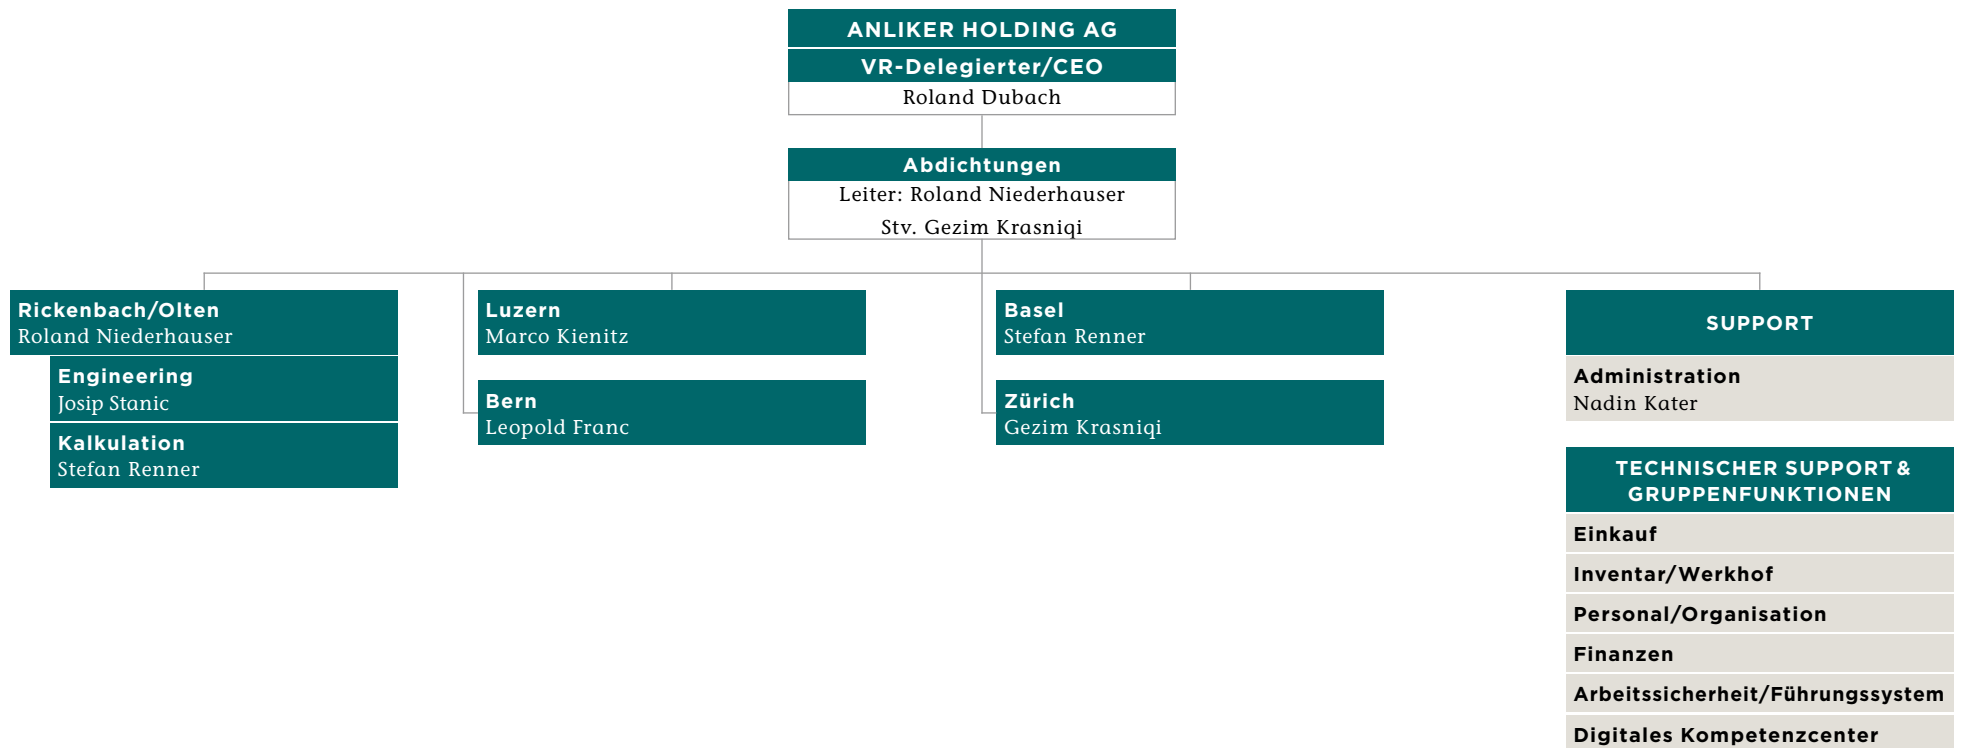 ANLIKER HOLDING AG
VR-Delegierter/CEO
Roland Dubach
Abdichtungen
Leiter: Roland Niederhauser
Stv. Gezim Krasniqi
Rickenbach/Olten
Roland Niederhauser
Engineering
Josip Stanic
Kalkulation
Stefan Renner
Luzern
Marco Kienitz
Bern
Leopold Franc
Basel
Stefan Renner
Zürich
Gezim Krasniqi
SUPPORT
Administration
Nadin Kater
TECHNISCHER SUPPORT &
GRUPPENFUNKTIONEN
Einkauf
Inventar/Werkhof
Personal/Organisation
Finanzen
Arbeitssicherheit/Führungssystem
Digitales Kompetenzcenter